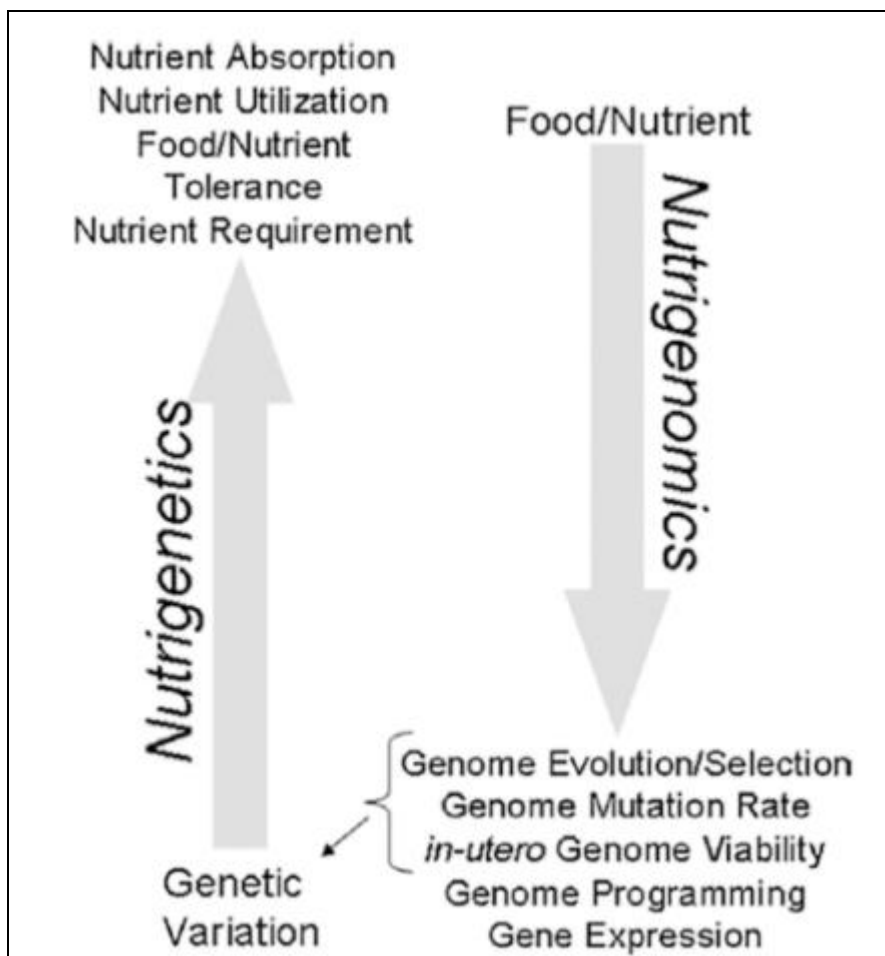 Nutrient Absorption
Nutrient Utilization
Food/Nutrient
Tolerance
Nutrient Requirement
Nutrigenetics
Genetic
Variation
Food/Nutrient
Nutrigenomics
Genome Evolution/Selection
Genome Mutation Rate
in-utero Genome Viability
Genome Programming
Gene Expression